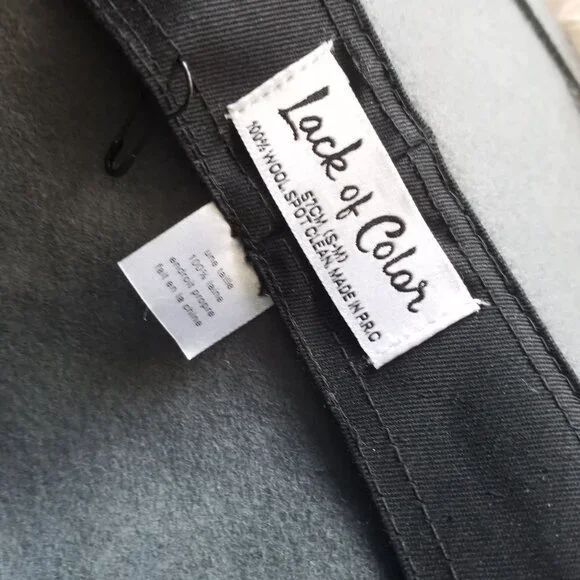 Lack of Color
57CM (S-M)
100% WOOL SPOT CLEAN MADE IN P.R.C
une taille
100% laine
endroit propre
fait en la chine